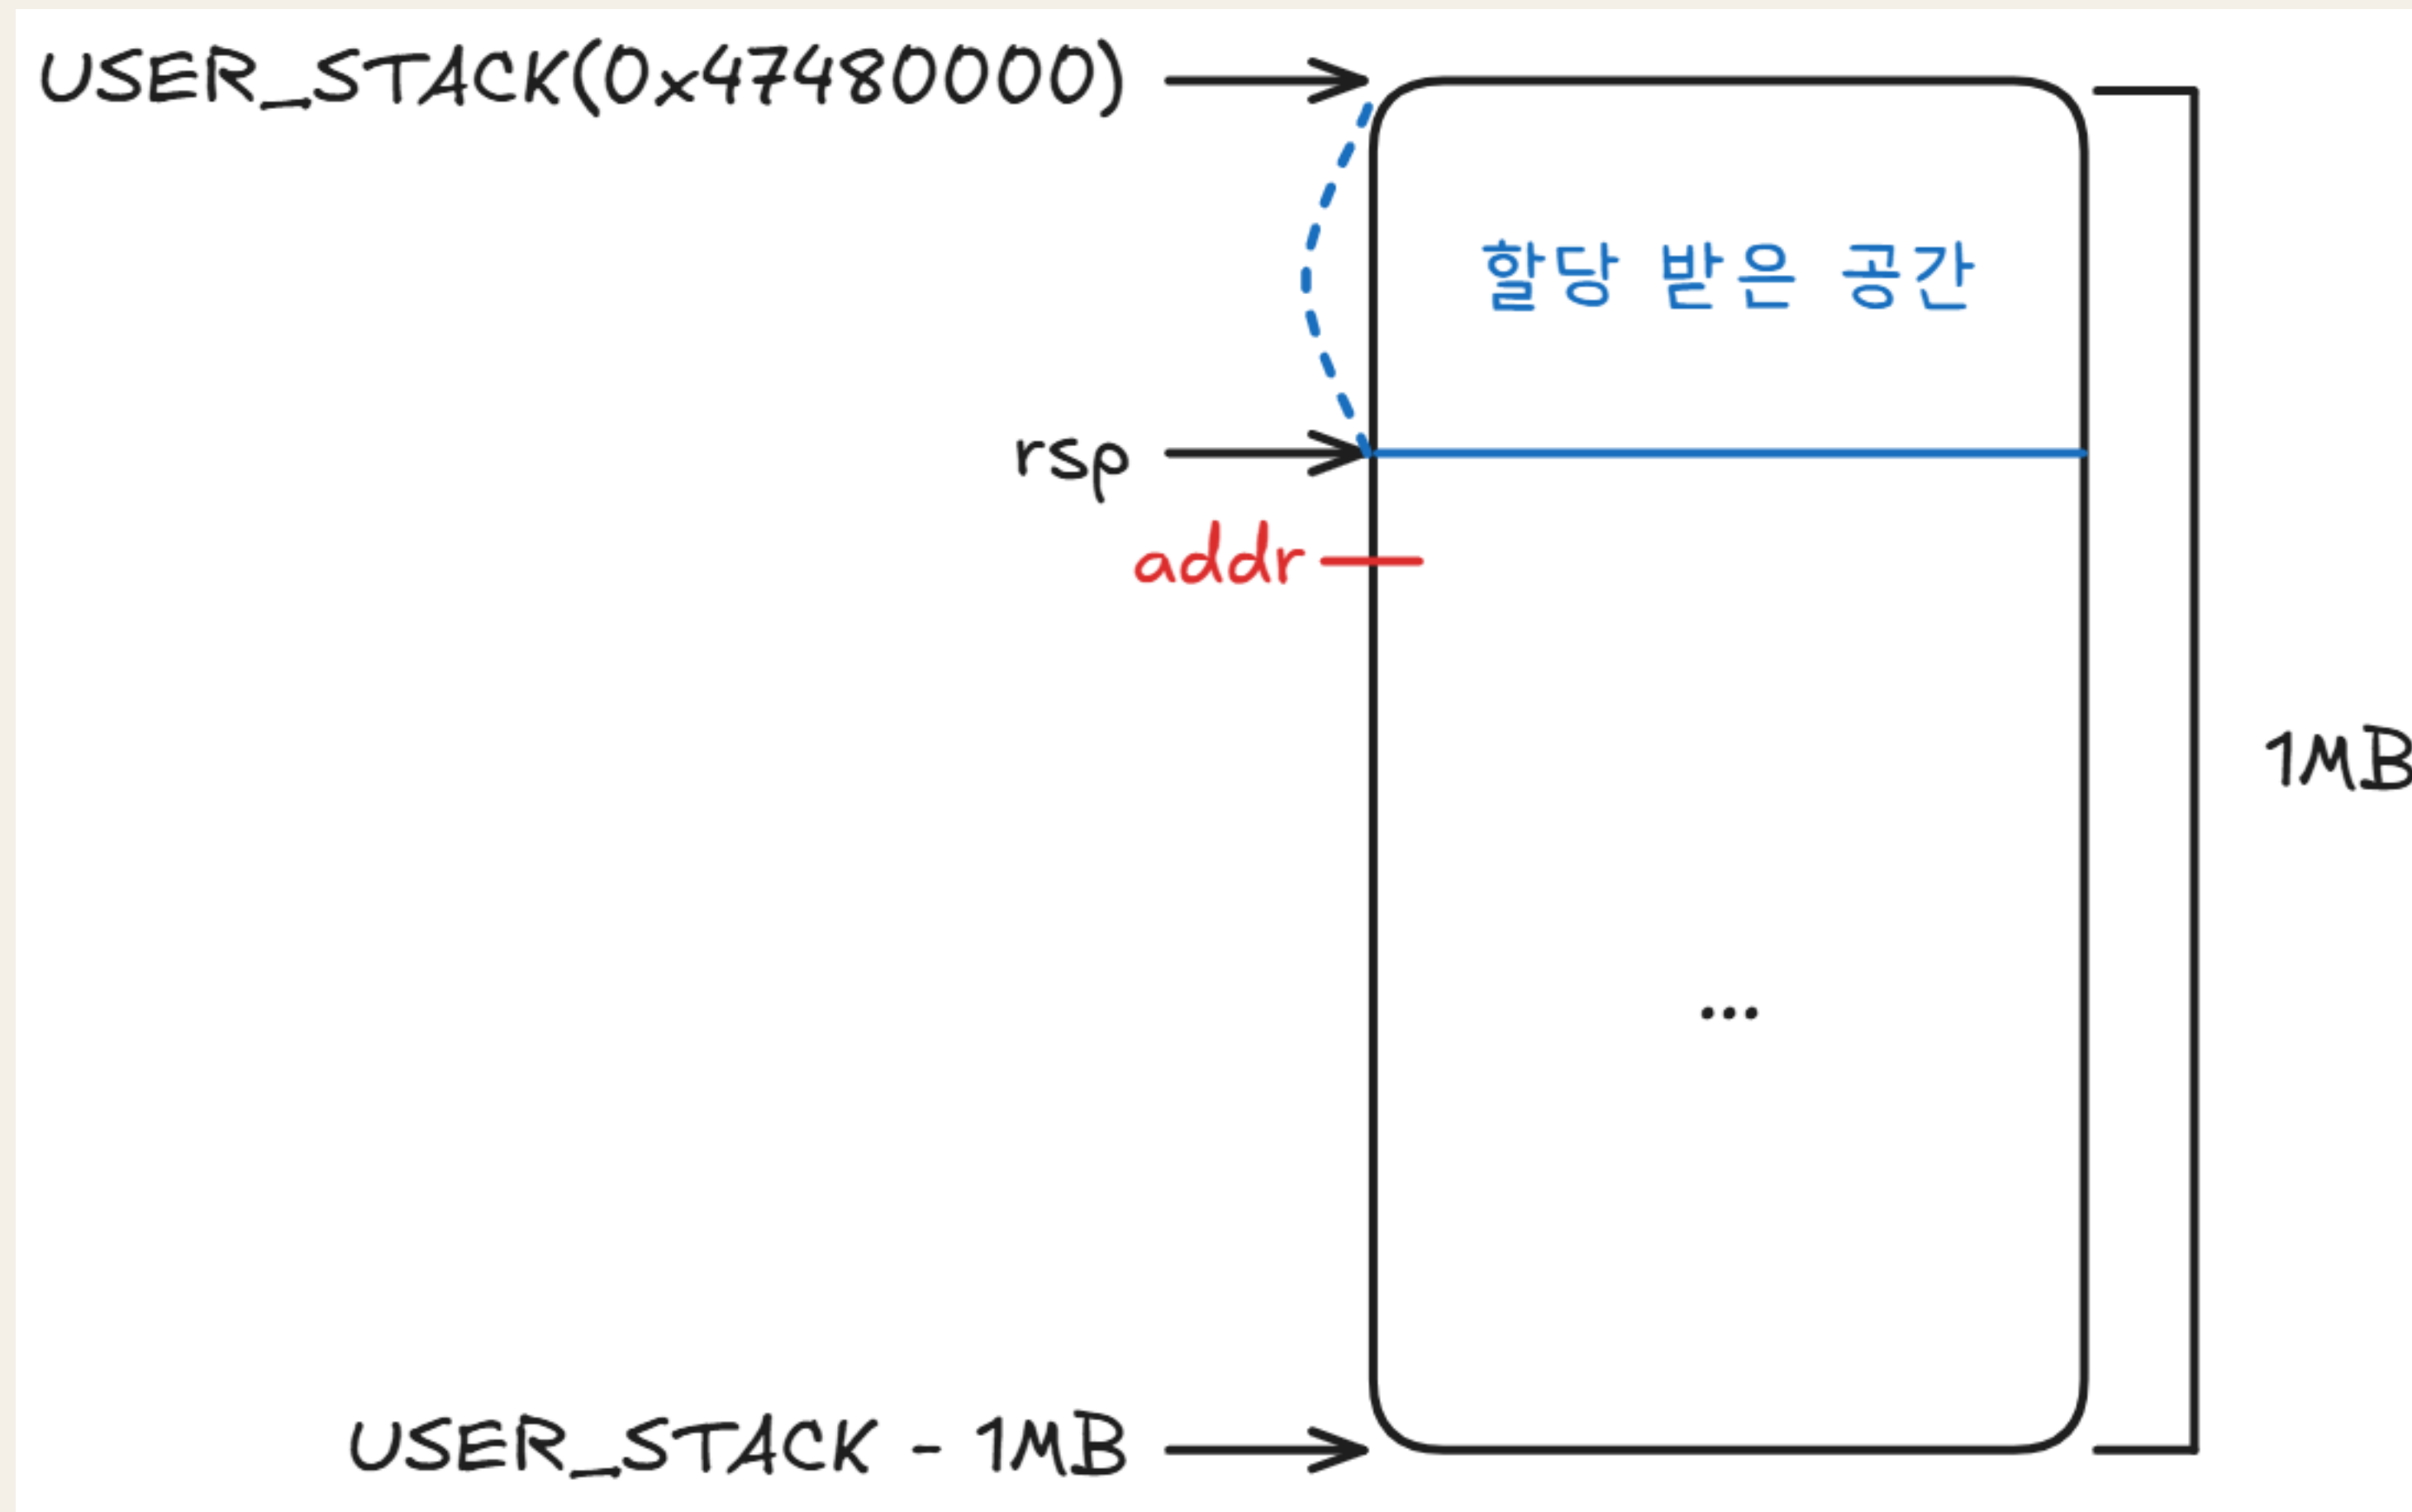 USER_STACK(0x47480000)
할당 받은 공간
rsp
addr
1MB
...
USER_STACK - 1MB